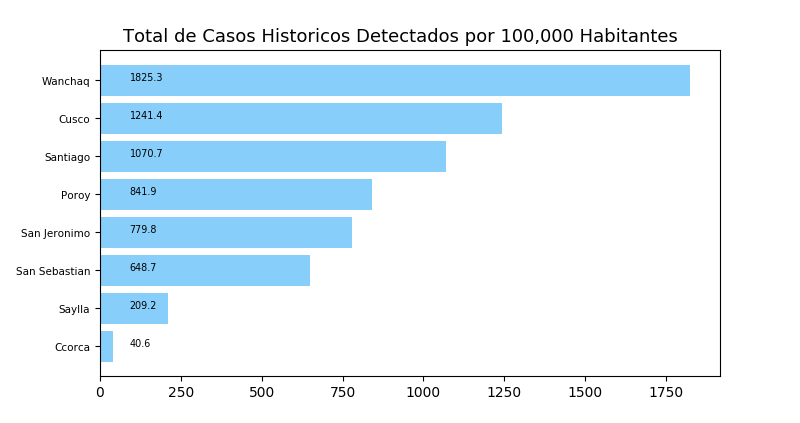 Total de Casos Historicos Detectados por 100,000 Habitantes
Wanchaq 1825.3
Cusco 1241.4
Santiago 1070.7
Poroy 841.9
San Jeronimo 779.8
San Sebastian 648.7
Saylla 209.2
Ccorca 40.6
0 250 500 750 1000 1250 1500 1750